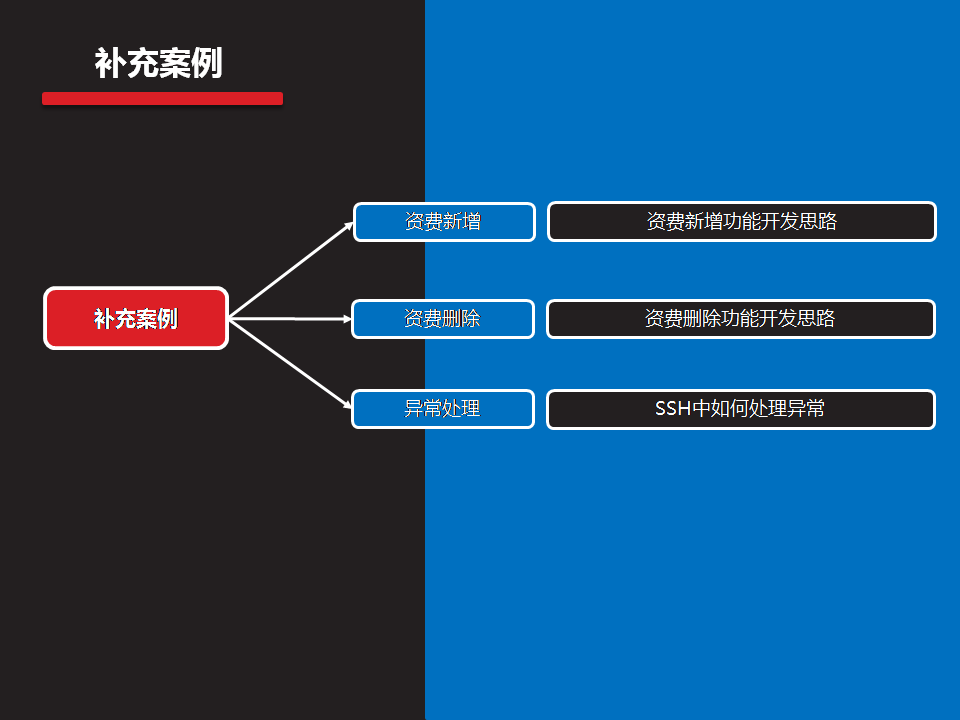 补充案例
资费新增
资费新增功能开发思路
补充案例
资费删除
资费删除功能开发思路
异常处理
SSH中如何处理异常